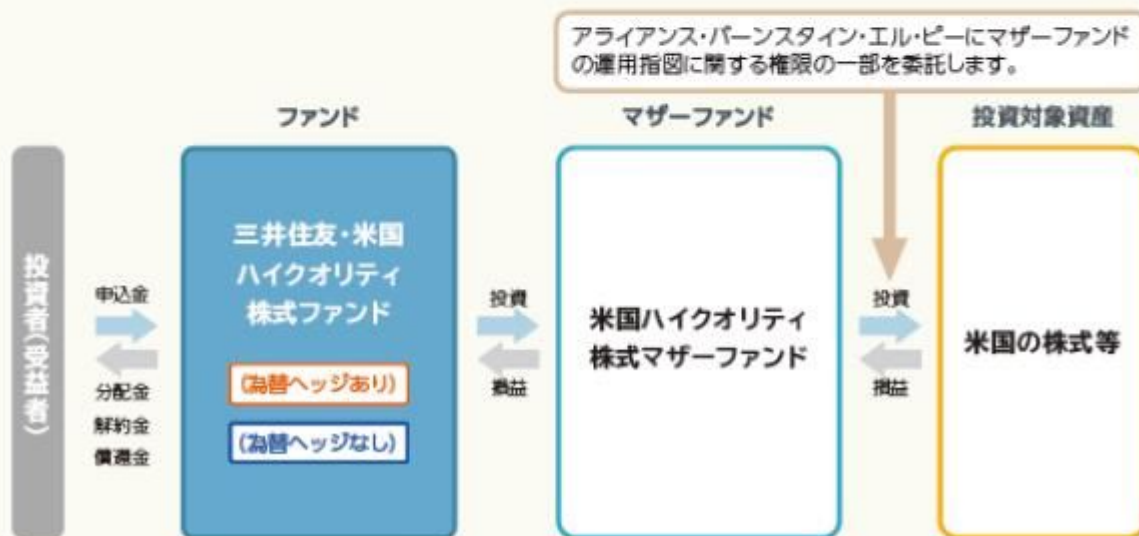 アライアンス・バーンスタイン・エル・ピーにマザーファンド
の運用指図に関する権限の一部を委託します。
ファンド
マザーファンド
投資対象資産
投資者(受益者)
申込金
分配金
解約金
償還金
三井住友・米国
ハイクオリティ
株式ファンド
(為替ヘッジあり)
(為替ヘッジなし)
投資
損益
米国ハイクオリティ
株式マザーファンド
投資
損益
米国の株式等